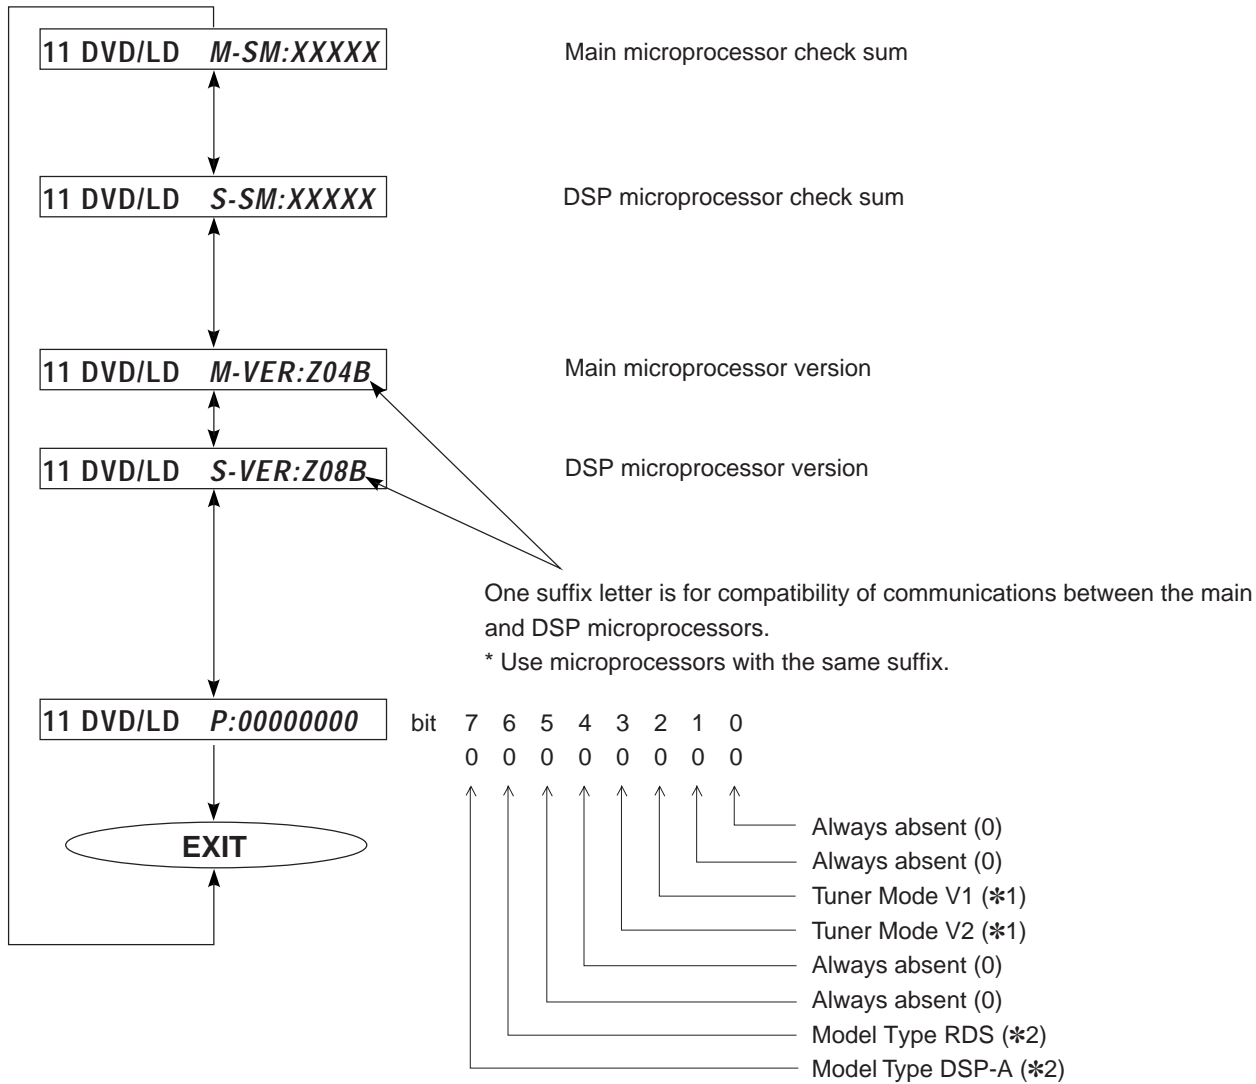 11 DVD/LD M-SM:XXXXX
Main microprocessor check sum
11 DVD/LD S-SM:XXXXX
DSP microprocessor check sum
11 DVD/LD M-VER:Z04B
Main microprocessor version
11 DVD/LD S-VER:Z08B
DSP microprocessor version
One suffix letter is for compatibility of communications between the main
and DSP microprocessors.
* Use microprocessors with the same suffix.
11 DVD/LD P:00000000
bit 7 6 5 4 3 2 1 0
0 0 0 0 0 0 0 0
Always absent (0)
EXIT
Always absent (0)
Tuner Mode V1 (✻1)
Tuner Mode V2 (✻1)
Always absent (0)
Always absent (0)
Model Type RDS (✻2)
Model Type DSP-A (✻2)